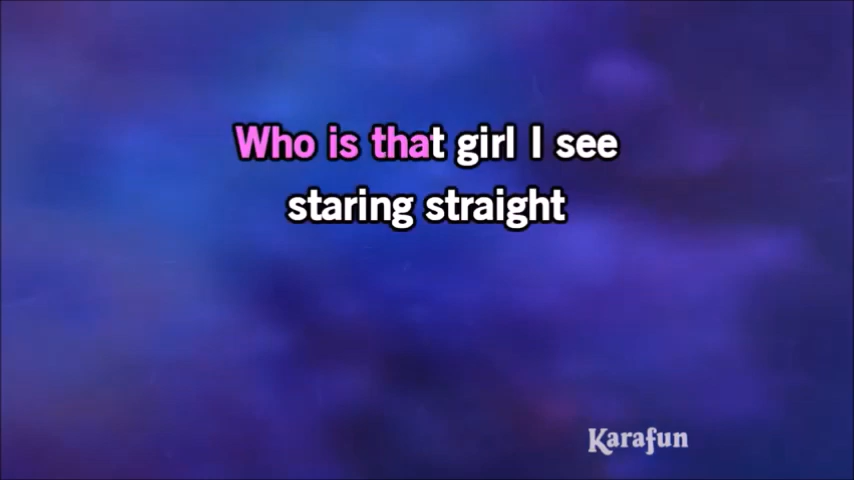 Who is that girl I see
staring straight
Karafun